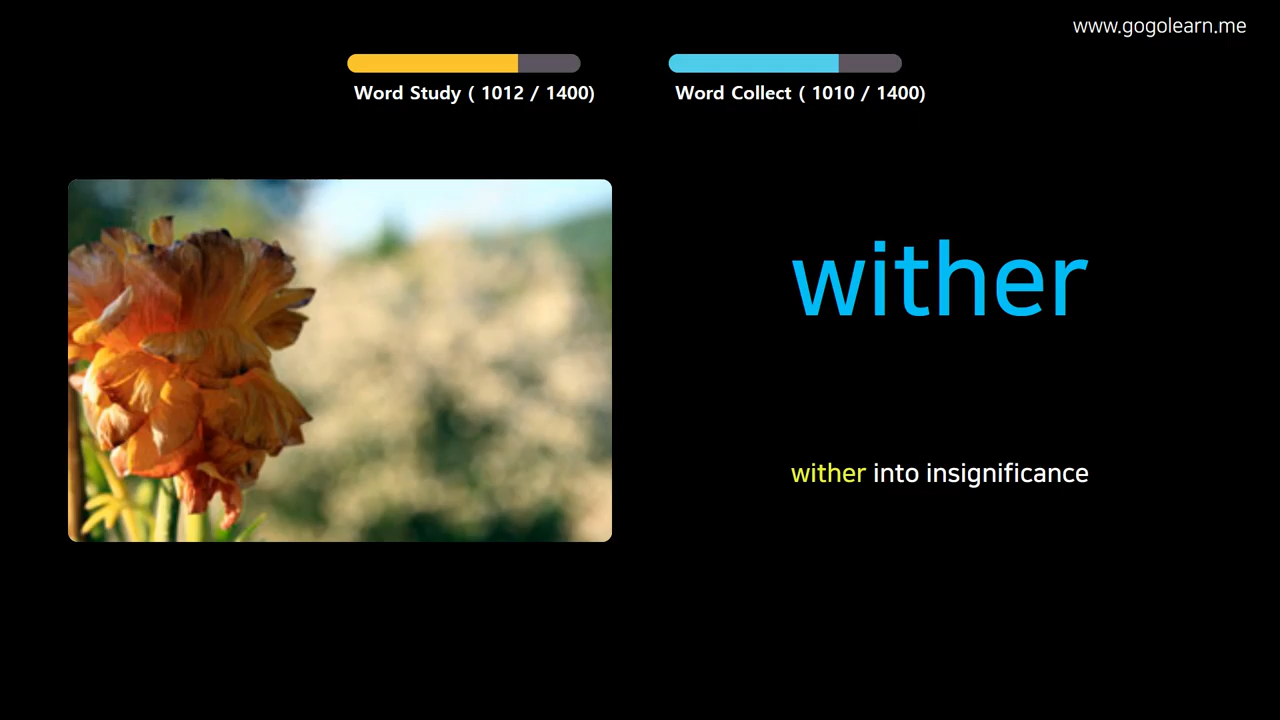 www.gogolearn.me
Word Study ( 1012 / 1400)
Word Collect ( 1010 / 1400)
wither
wither into insignificance